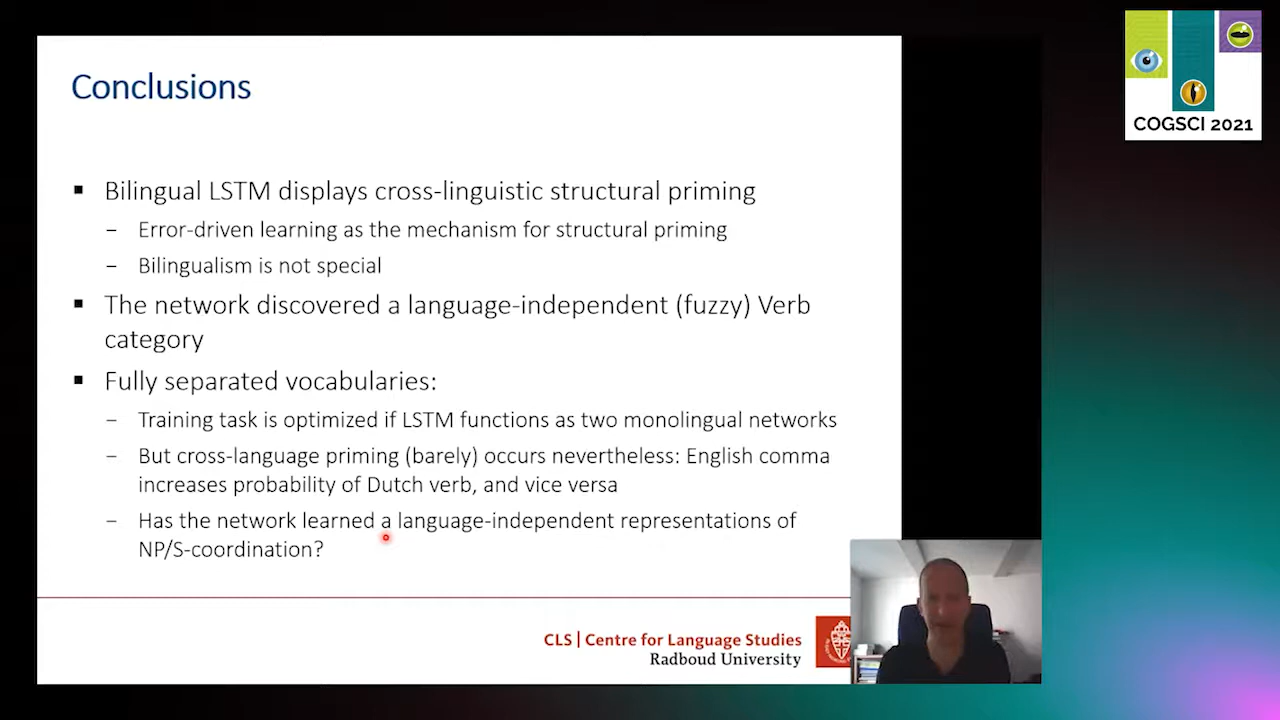 Conclusions
COGSCI 2021
▪ Bilingual LSTM displays cross-linguistic structural priming
– Error-driven learning as the mechanism for structural priming
– Bilingualism is not special
▪ The network discovered a language-independent (fuzzy) Verb
category
▪ Fully separated vocabularies:
– Training task is optimized if LSTM functions as two monolingual networks
– But cross-language priming (barely) occurs nevertheless: English comma
increases probability of Dutch verb, and vice versa
– Has the network learned a language-independent representations of
NP/S-coordination?
CLS | Centre for Language Studies
Radboud University